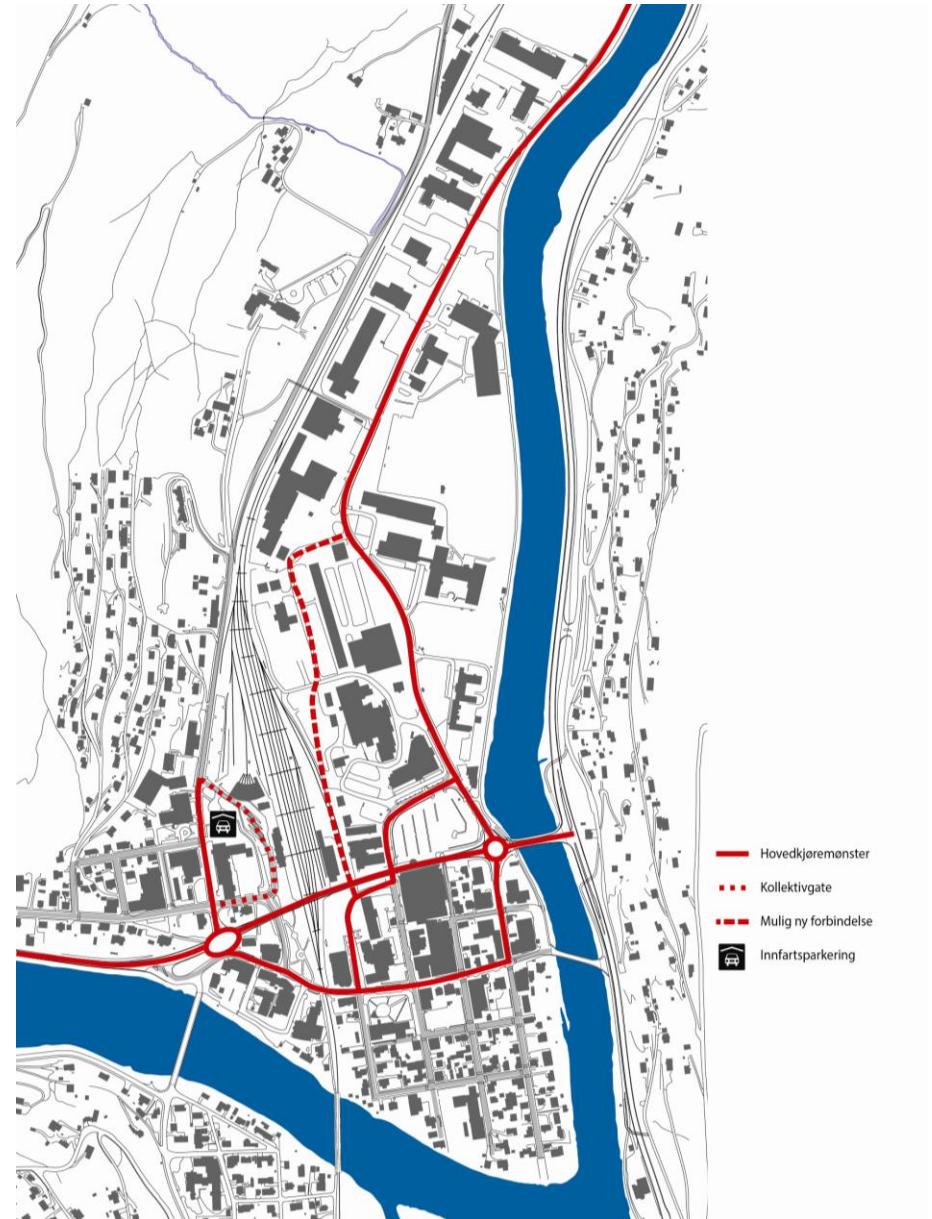 Hovedkjøremønster
Kollektivgate
Mulig ny forbindelse
Innfartsparkering